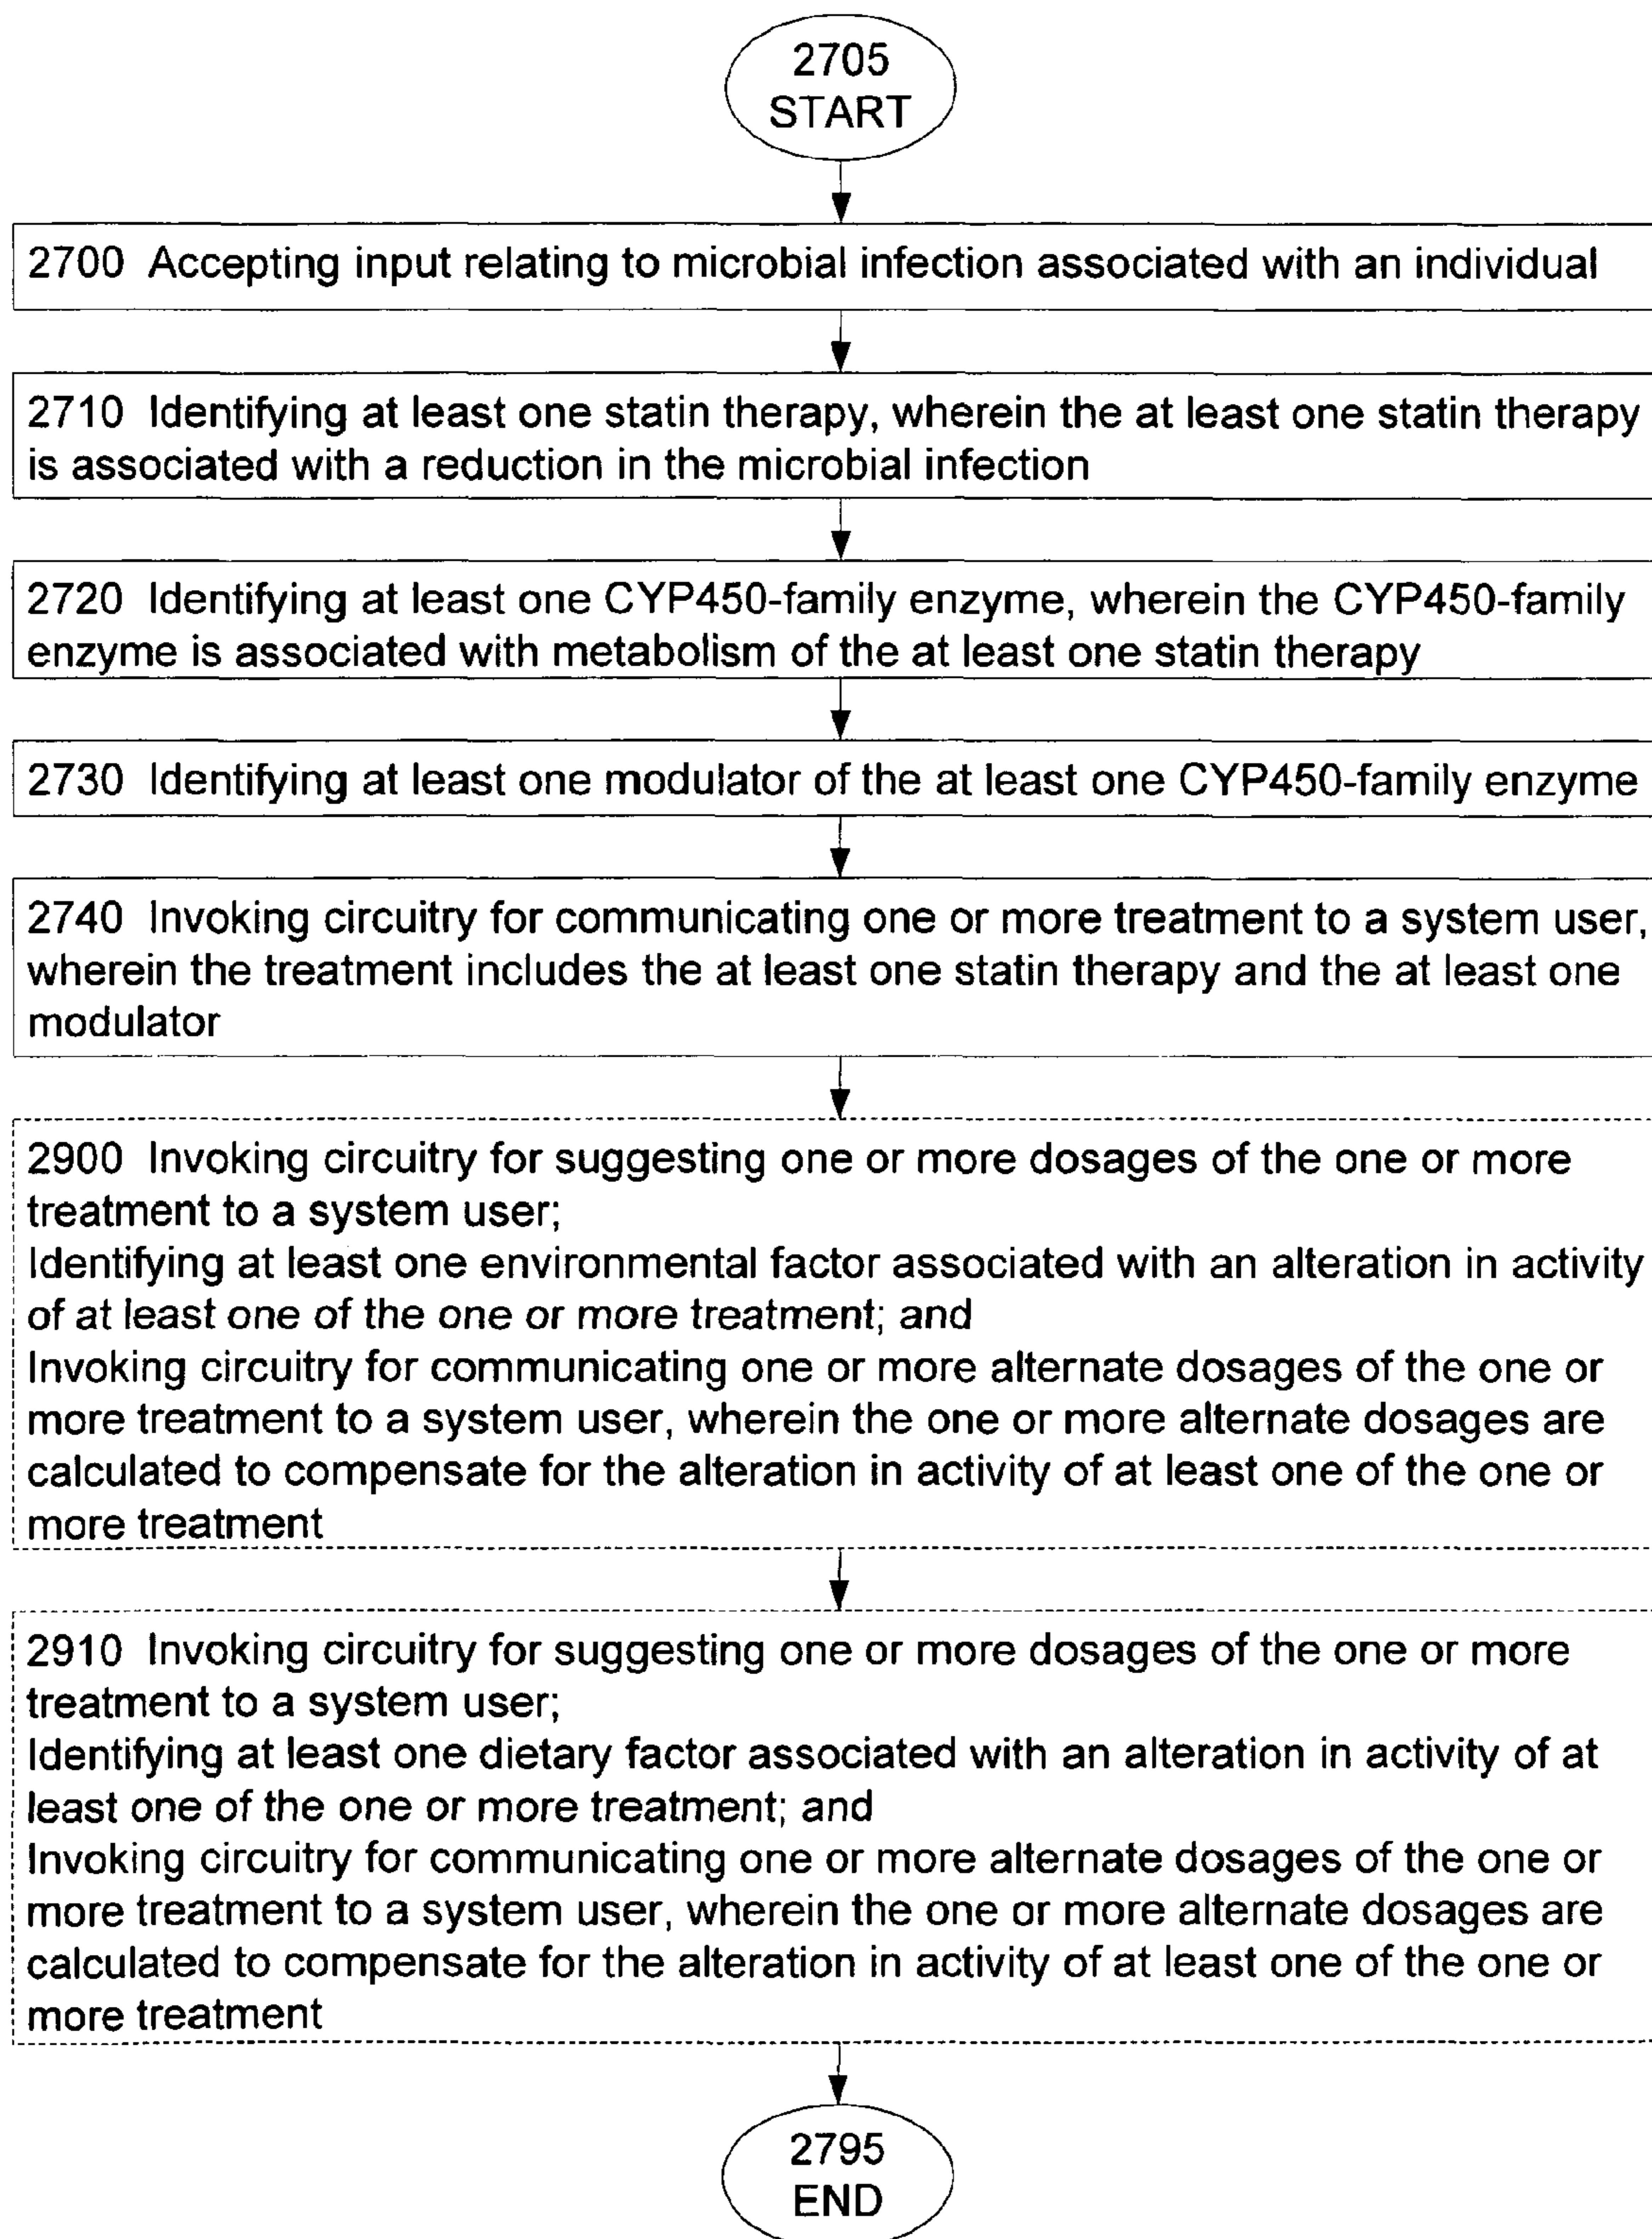 2705
START
2700 Accepting input relating to microbial infection associated with an individual
2710 Identifying at least one statin therapy, wherein the at least one statin therapy
is associated with a reduction in the microbial infection
2720 Identifying at least one CYP450-family enzyme, wherein the CYP450-family
enzyme is associated with metabolism of the at least one statin therapy
2730 Identifying at least one modulator of the at least one CYP450-family enzyme
2740 Invoking circuitry for communicating one or more treatment to a system user,
wherein the treatment includes the at least one statin therapy and the at least one
modulator
2900 Invoking circuitry for suggesting one or more dosages of the one or more
treatment to a system user;
Identifying at least one environmental factor associated with an alteration in activity
of at least one of the one or more treatment; and
Invoking circuitry for communicating one or more alternate dosages of the one or
more treatment to a system user, wherein the one or more alternate dosages are
calculated to compensate for the alteration in activity of at least one of the one or
more treatment
2910 Invoking circuitry for suggesting one or more dosages of the one or more
treatment to a system user;
Identifying at least one dietary factor associated with an alteration in activity of at
least one of the one or more treatment; and
Invoking circuitry for communicating one or more alternate dosages of the one or
more treatment to a system user, wherein the one or more alternate dosages are
calculated to compensate for the alteration in activity of at least one of the one or
more treatment
2795
END